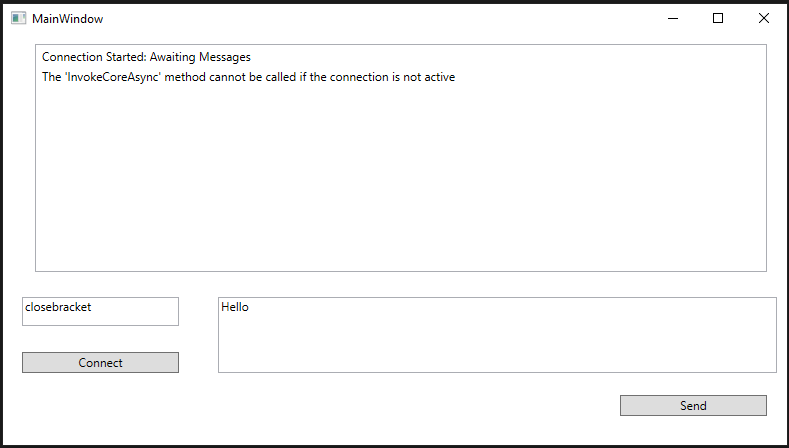 MainWindow
Connection Started: Awaiting Messages
The 'InvokeCoreAsync' method cannot be called if the connection is not active
closebracket
Hello
Connect
Send